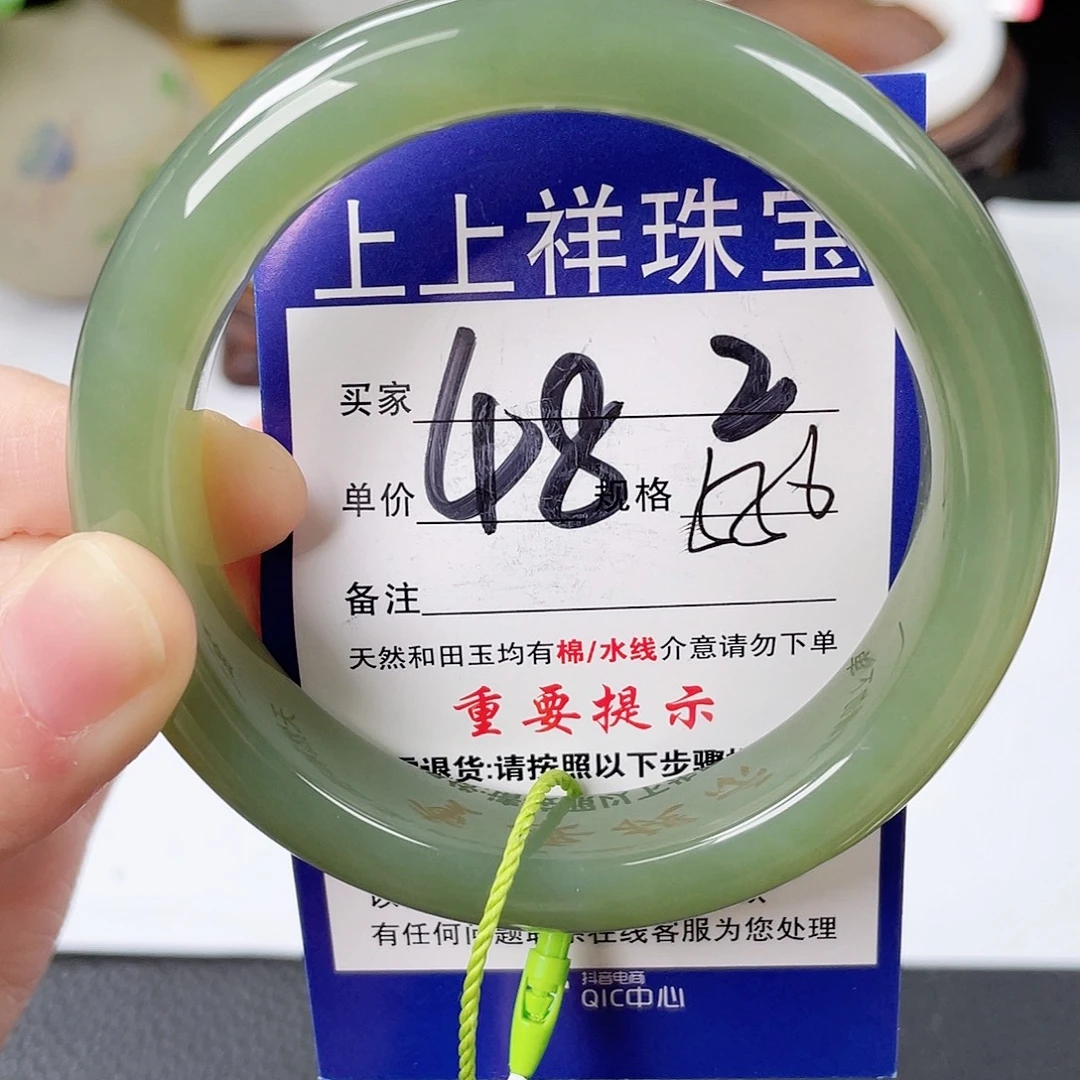 上上祥珠宝
买家
48
2
单价
规格
备注
天然和田玉均有棉/水线介意请勿下单
重要提示
退货:请按照以下步骤
有任何问题 在线客服为您处理
抖音电商
QIC中心